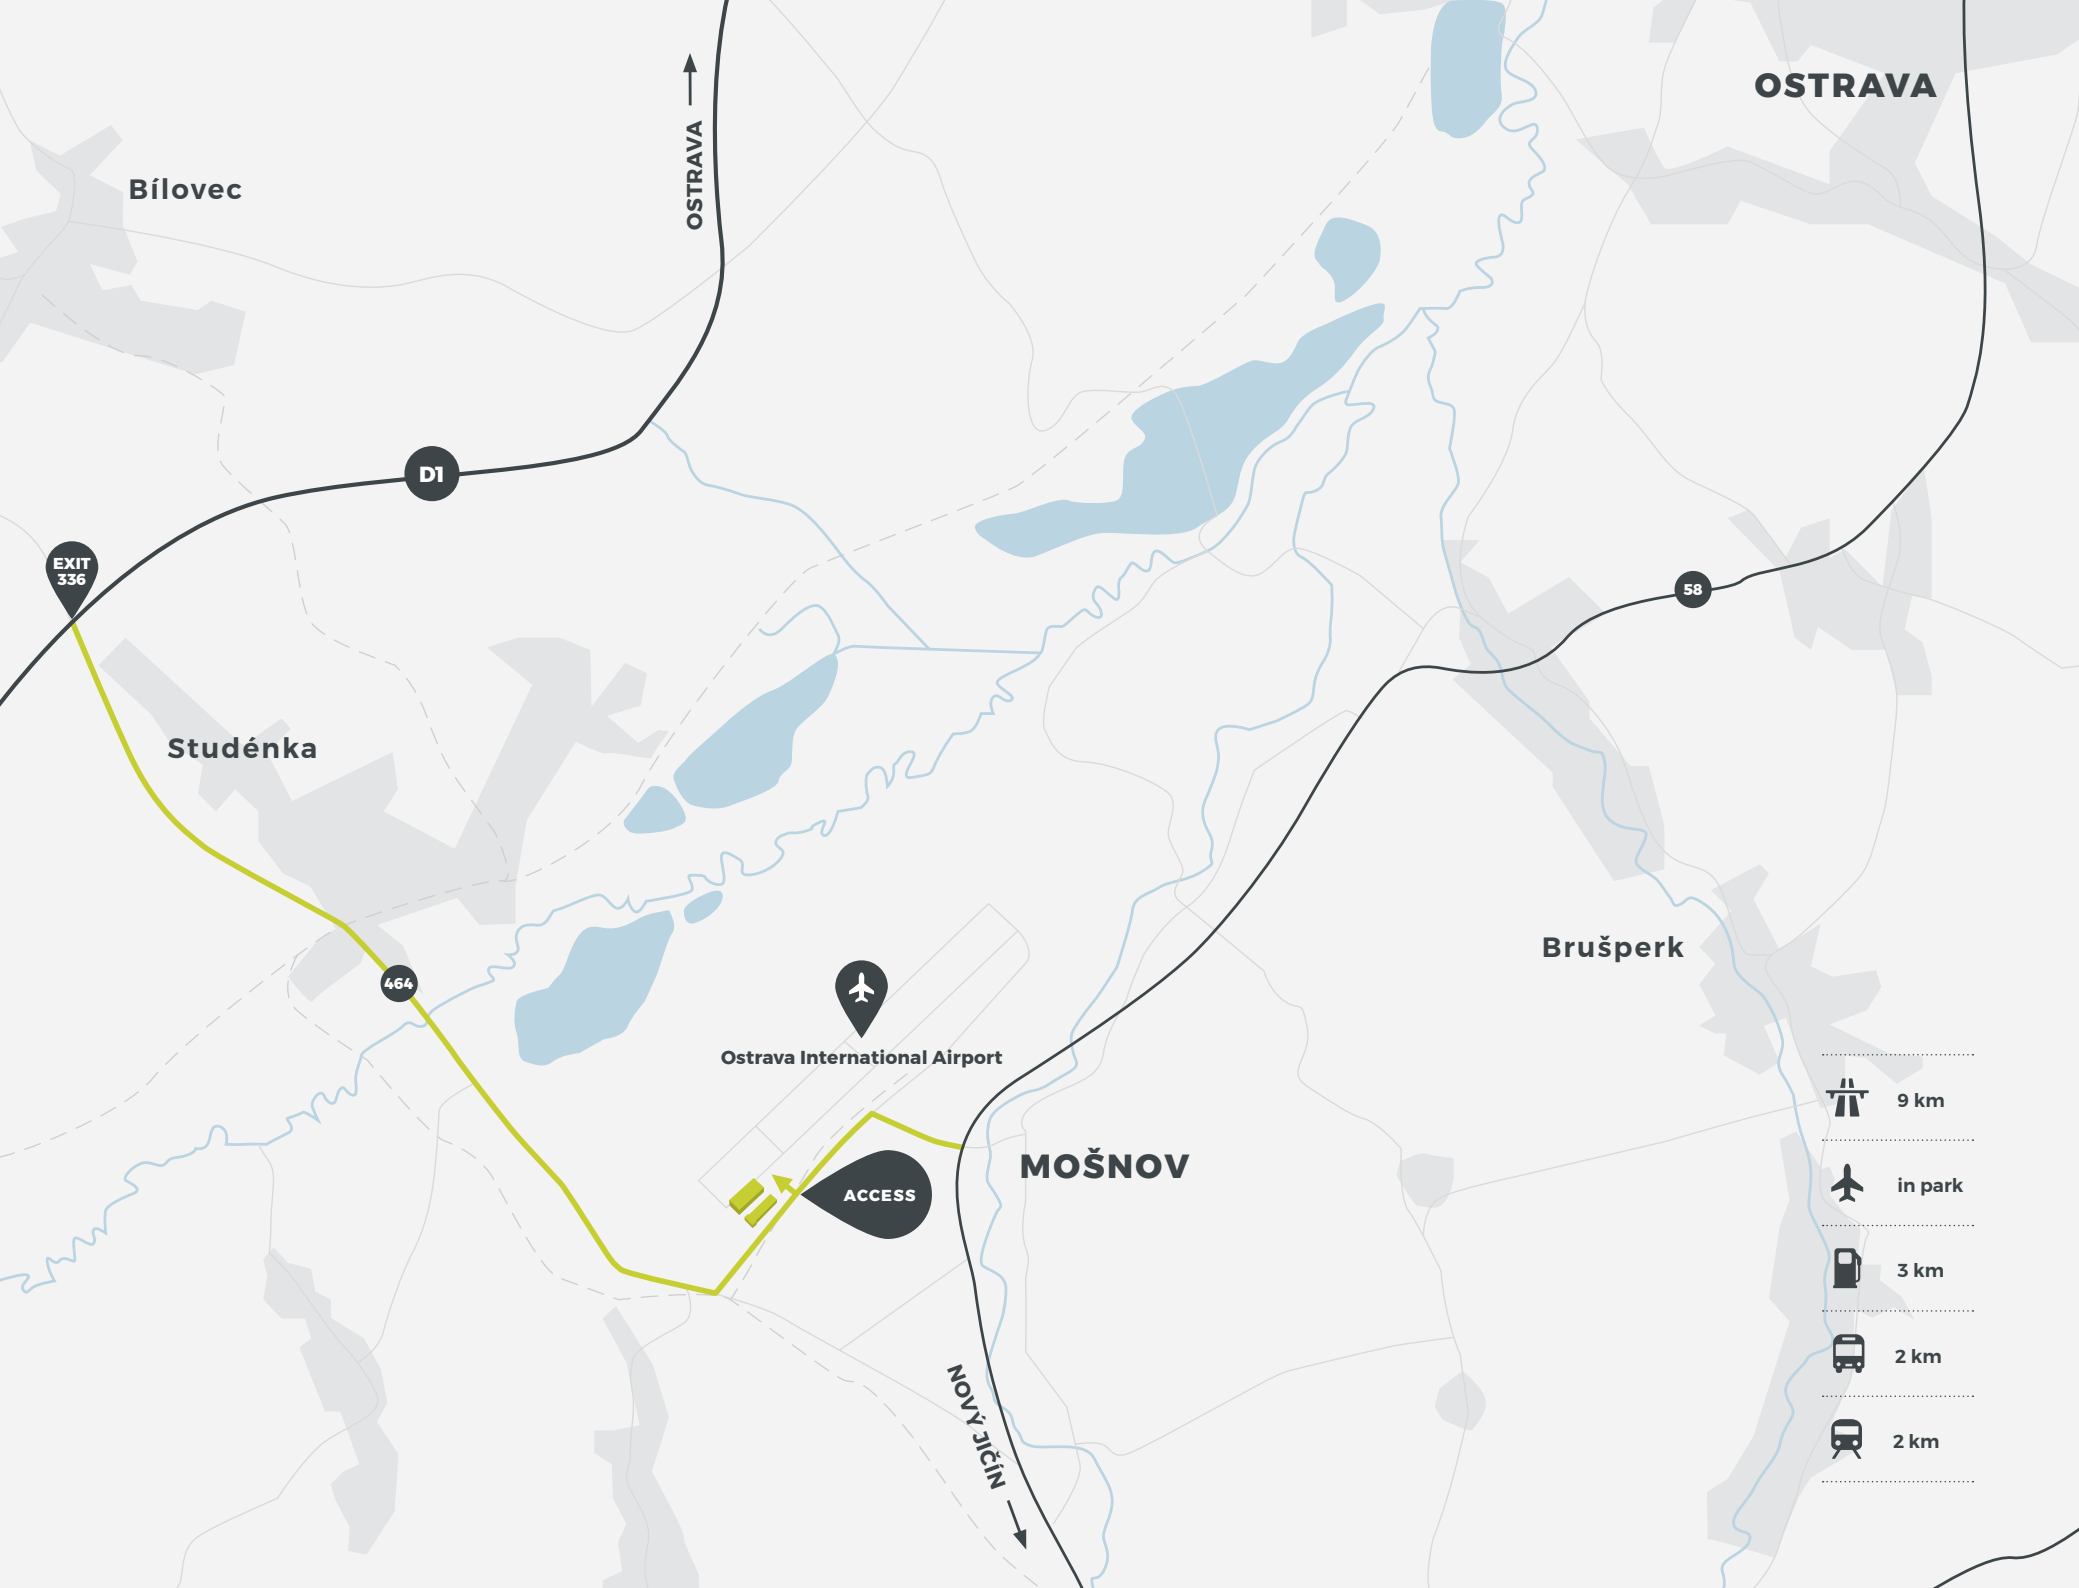 OSTRAVA
OSTRAVA
Bílovec
D1
EXIT
336
58
Studénka
Brušperk
464
Ostrava International Airport
MOŠNOV
ACCESS
NOVÝ JIČÍN
9 km
in park
3 km
2 km
2 km